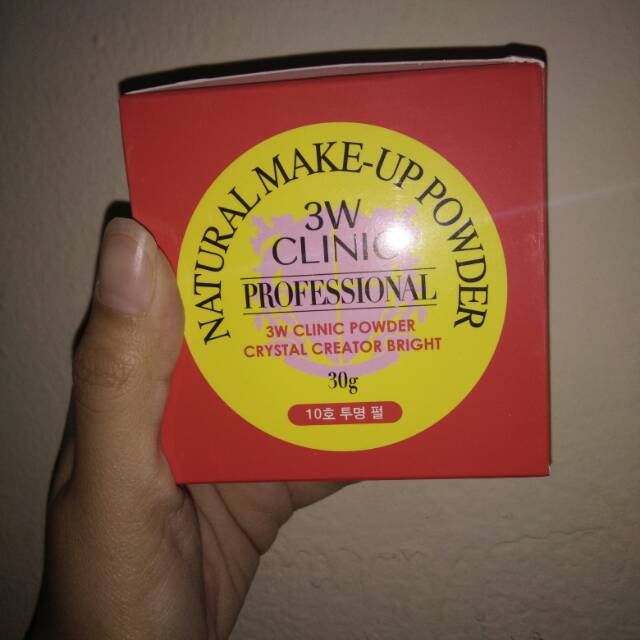 NATURAL MAKE-UP POWDER
3W
CLINIC
PROFESSIONAL
3W CLINIC POWDER
CRYSTAL CREATOR BRIGHT
30g
10호 투명 펄